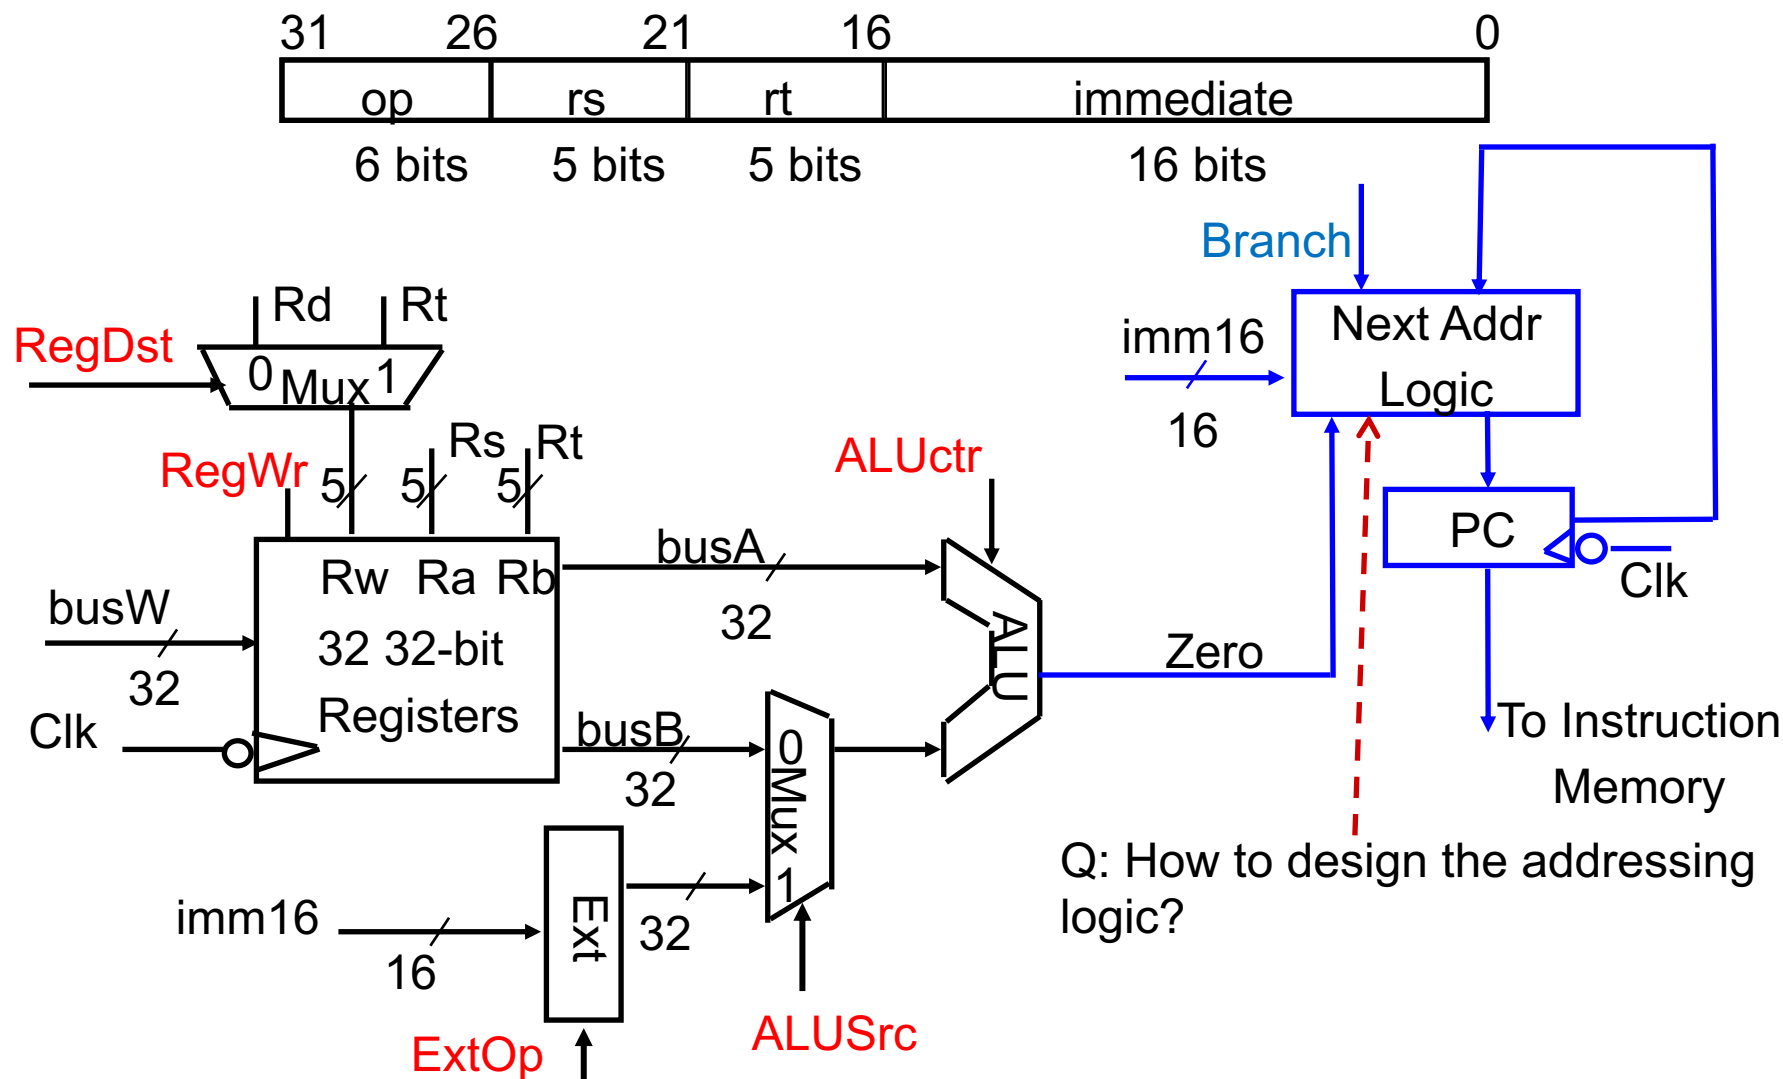 31 26 21 16 0
op rs rt immediate
6 bits 5 bits 5 bits 16 bits
Branch
Rd Rt
RegDst
0 Mux 1
imm16
16
Next Addr
Logic
RegWr
5
Rs
5
Rt
5
ALUctr
PC
Clk
busA
32
Rw Ra Rb
32 32-bit
Registers
busW
32
Clk
busB
32
ALU
Zero
0
Mux
1
To Instruction
Memory
imm16
16
Ext
32
ExtOp
ALUSrc
Q: How to design the addressing
logic?